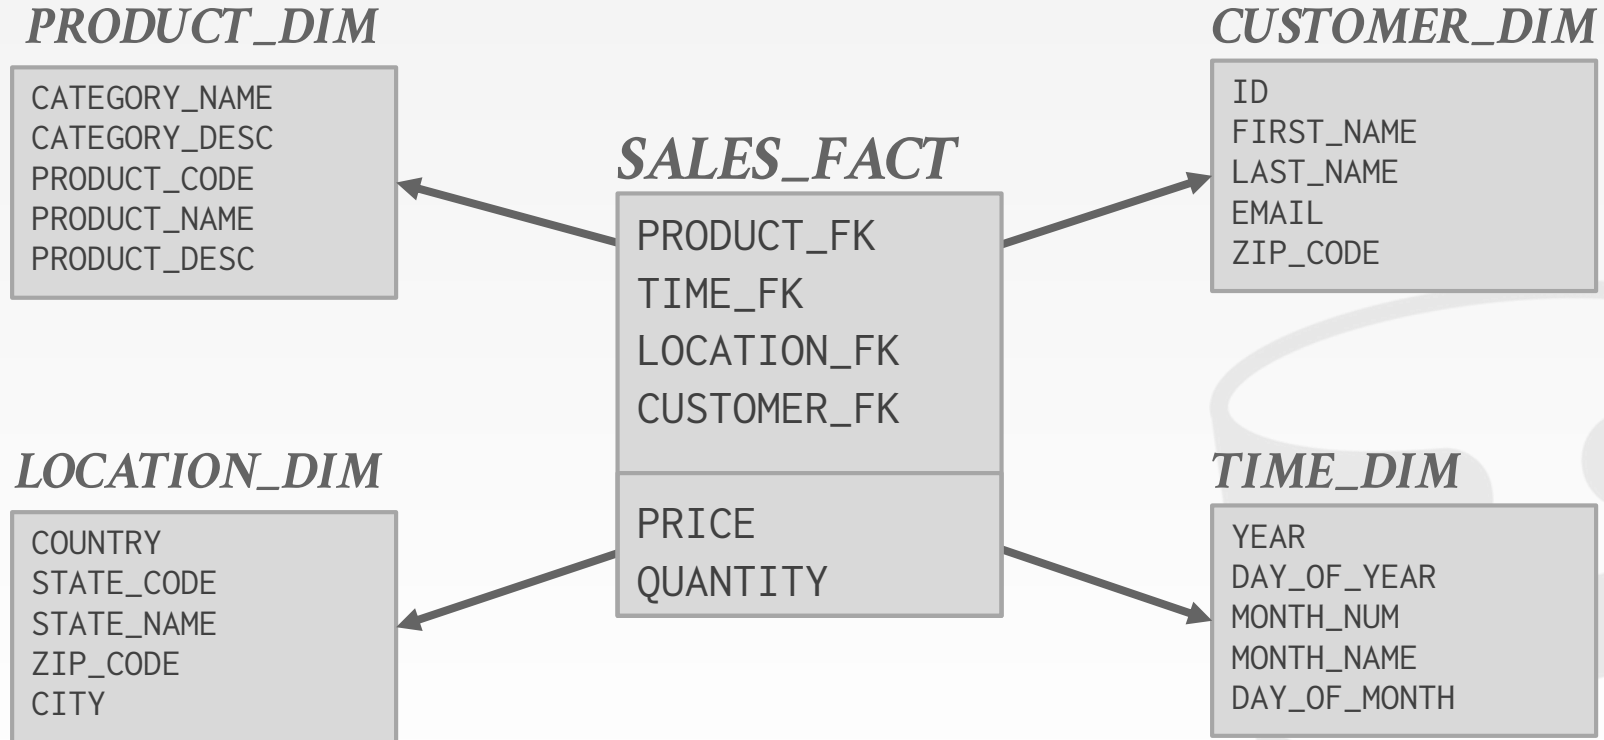 PRODUCT_DIM
CATEGORY_NAME
CATEGORY_DESC
PRODUCT_CODE
PRODUCT_NAME
PRODUCT_DESC
CUSTOMER_DIM
ID
FIRST_NAME
LAST_NAME
EMAIL
ZIP_CODE
SALES_FACT
PRODUCT_FK
TIME_FK
LOCATION_FK
CUSTOMER_FK
PRICE
QUANTITY
LOCATION_DIM
COUNTRY
STATE_CODE
STATE_NAME
ZIP_CODE
CITY
TIME_DIM
YEAR
DAY_OF_YEAR
MONTH_NUM
MONTH_NAME
DAY_OF_MONTH